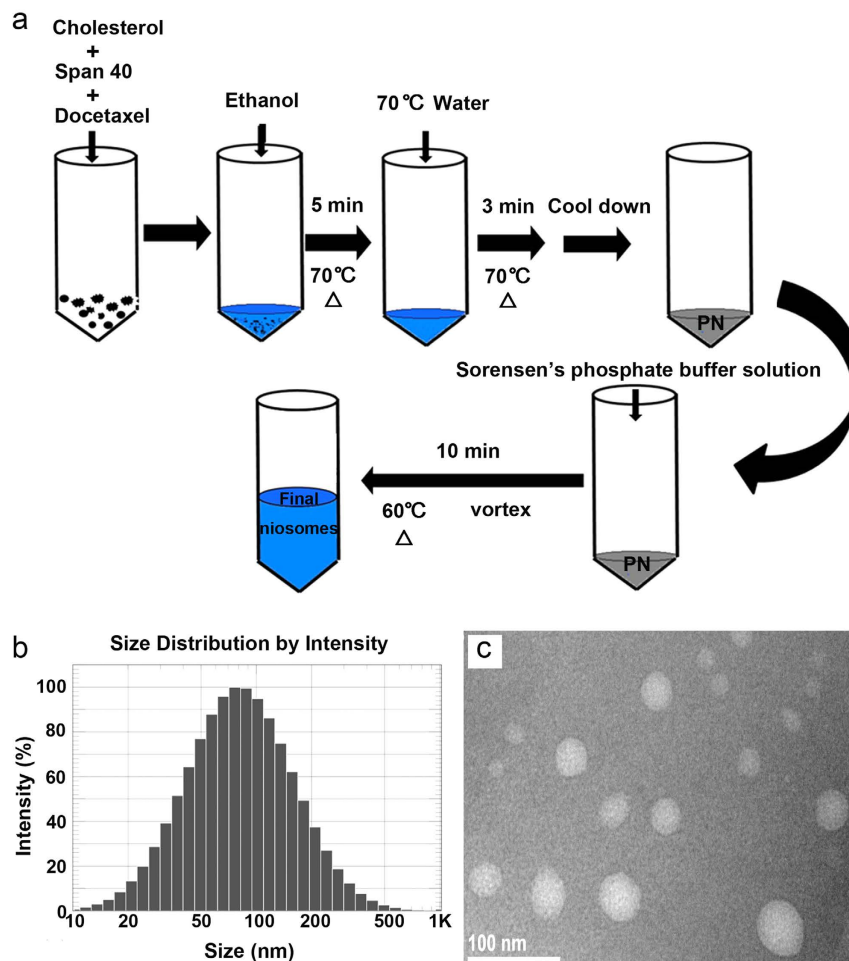 a
Cholesterol
+
Span 40
+
Docetaxel
Ethanol
70℃ Water
5 min
70℃
△
3 min
70℃
△
Cool down
PN
Sorensen's phosphate buffer solution
PN
10 min
60℃
△
vortex
Final
niosomes
b
Size Distribution by Intensity
Intensity (%)
100
80
60
40
20
0
10 20 50 100 200 500 1K
Size (nm)
c
100 nm